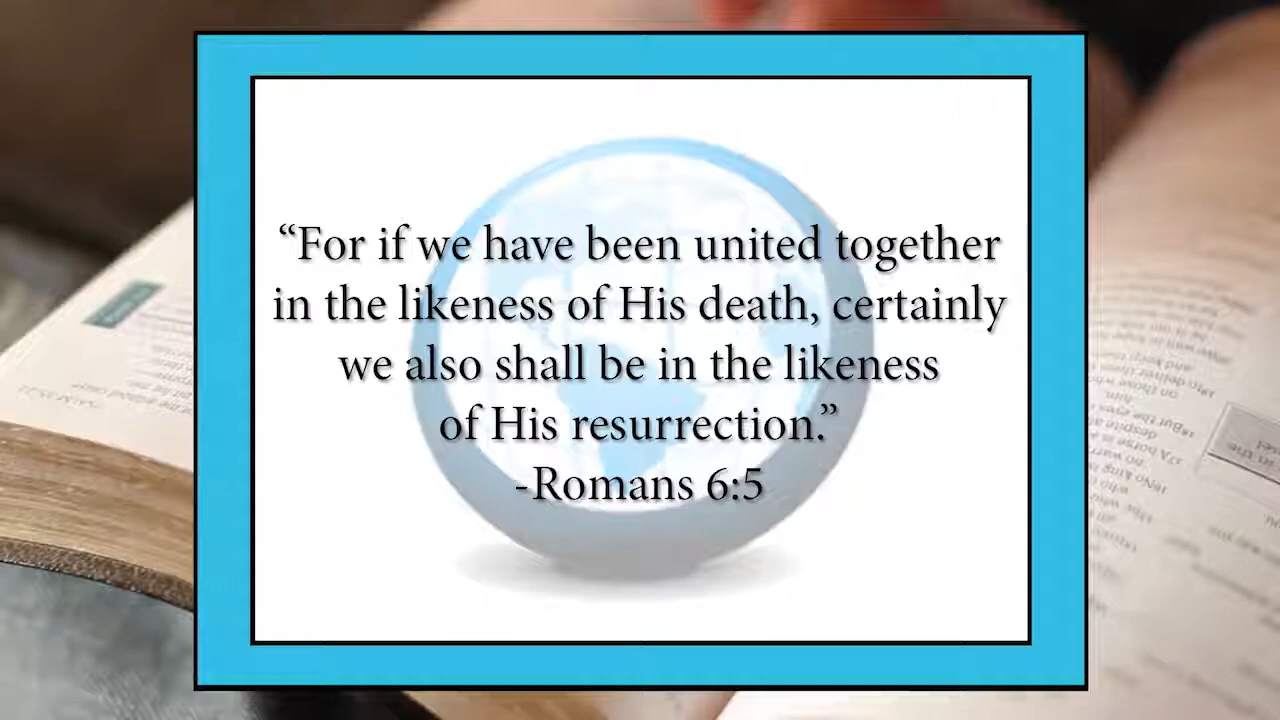 “For if we have been united together
in the likeness of His death, certainly
we also shall be in the likeness
of His resurrection.”
-Romans 6:5